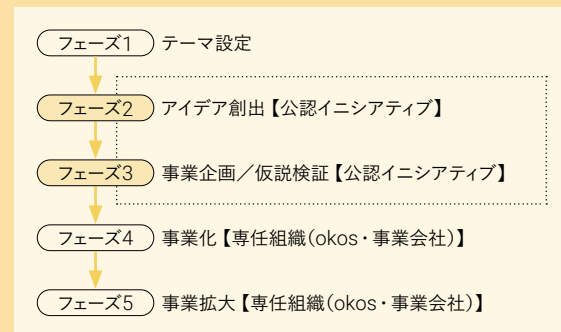 フェーズ1 テーマ設定
フェーズ2 アイデア創出【公認イニシアティブ】
フェーズ3 事業企画／仮説検証【公認イニシアティブ】
フェーズ4 事業化【専任組織(okos・事業会社)】
フェーズ5 事業拡大【専任組織(okos・事業会社)】